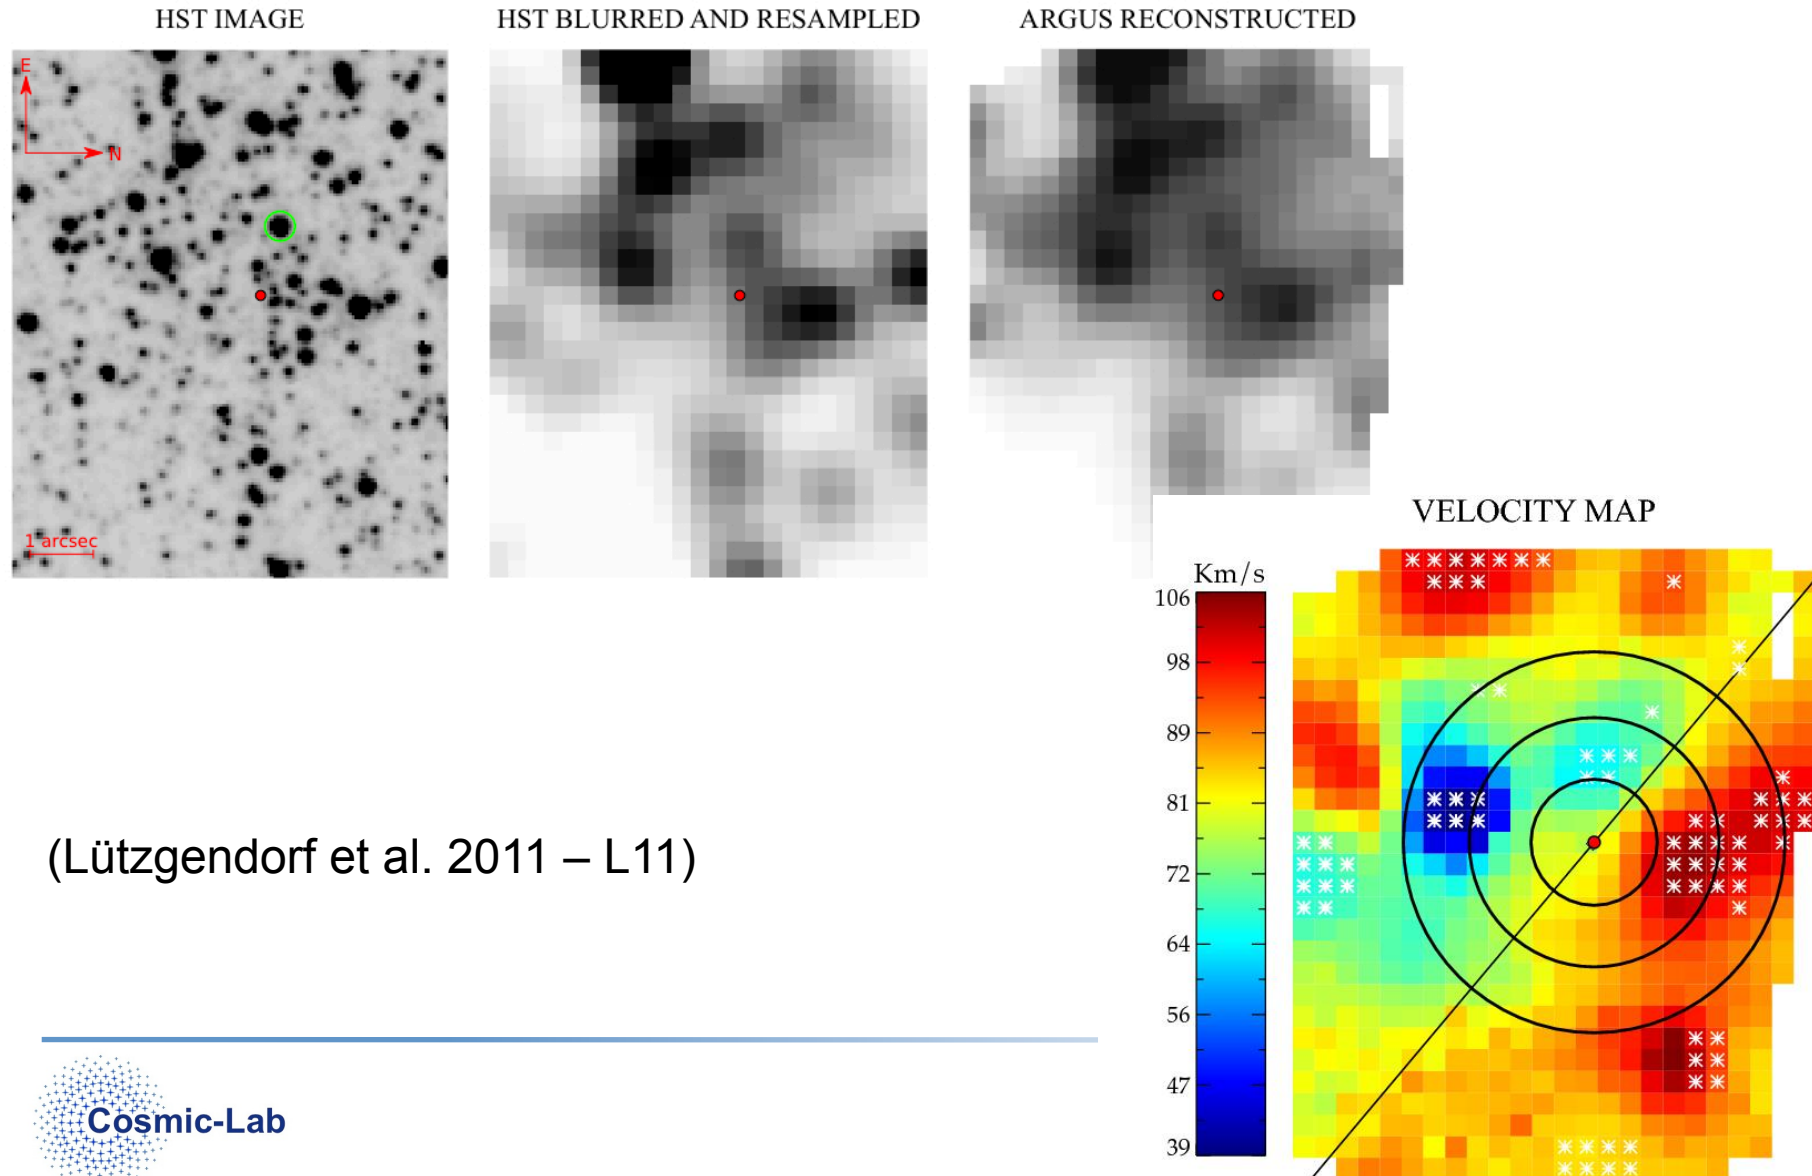 HST IMAGE
HST BLURRED AND RESAMPLED
ARGUS RECONSTRUCTED
E
N
1 arcsec
VELOCITY MAP
Km/s
106
98
89
81
72
64
56
47
39
(Lützgendorf et al. 2011 – L11)
Cosmic-Lab